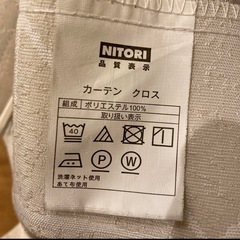 NITORI
品質表示
カーテン クロス
組成 ポリエステル100%
取り扱い表示
40
P W
洗濯ネット使用
あて布使用